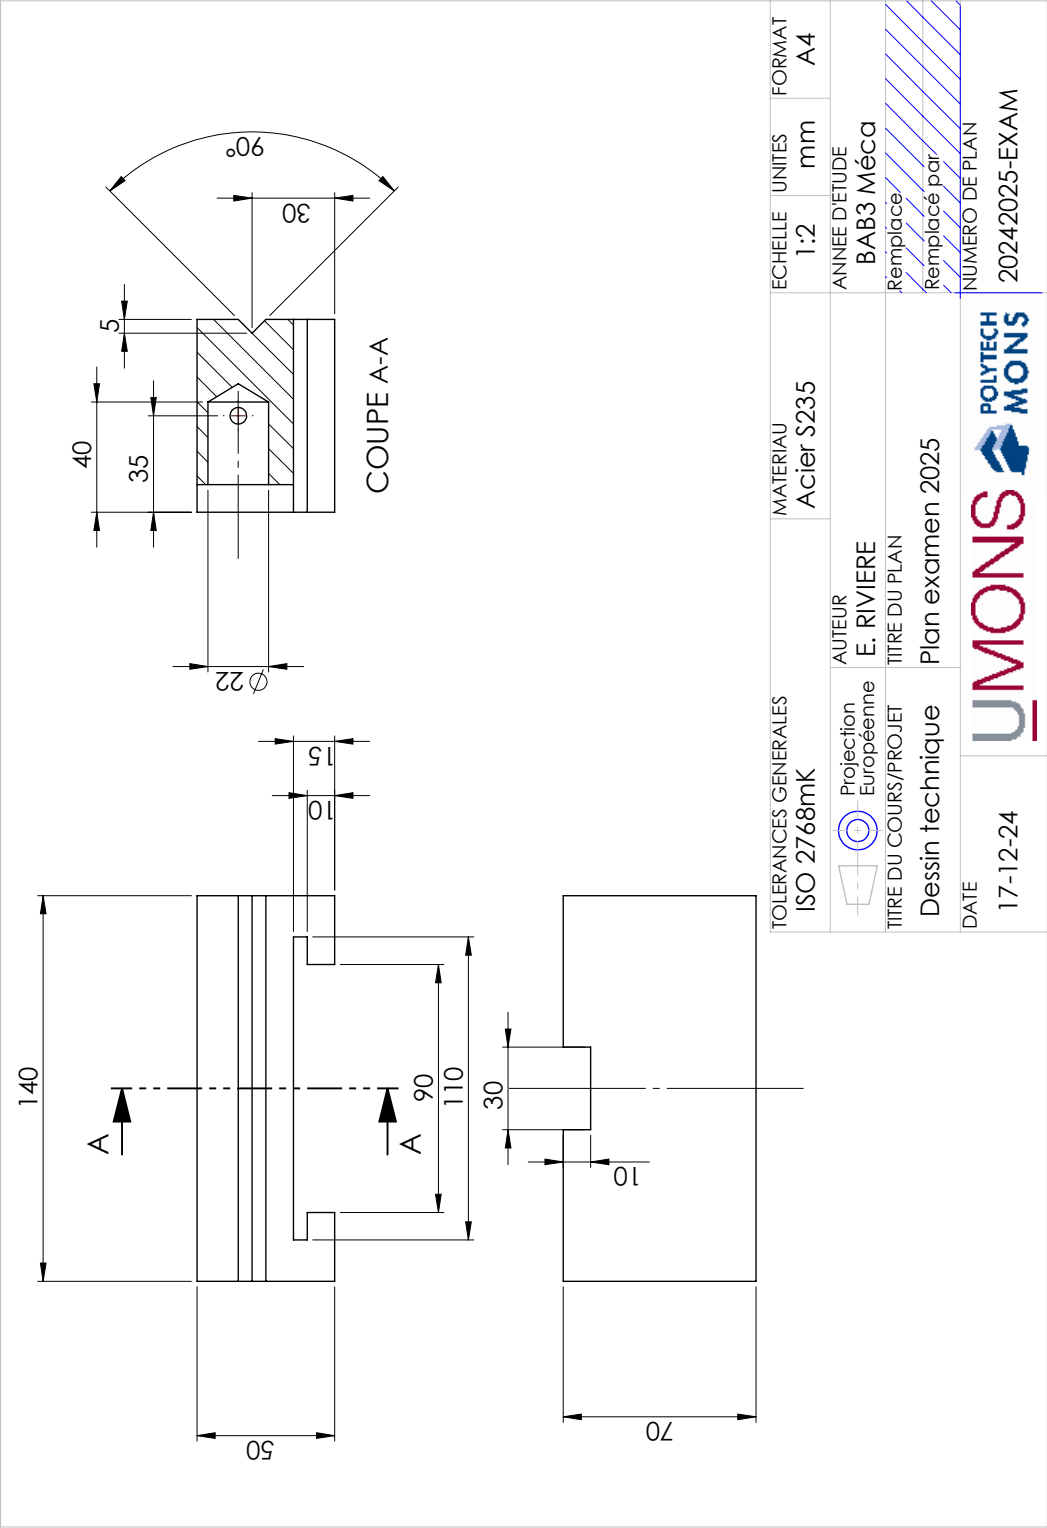 140
A
A
50
90
110
10
15
30
10
70
40
35
5
90°
30
⌀ 22
COUPE A-A
TOLERANCES GENERALES
ISO 2768mK
MATERIAU
Acier S235
ECHELLE
1:2
UNITES
mm
FORMAT
A4
Projection
Européenne
AUTEUR
E. RIVIERE
ANNEE D'ETUDE
BAB3 Méca
TITRE DU COURS/PROJET
Dessin technique
TITRE DU PLAN
Plan examen 2025
Remplace
Remplacé par
DATE
17-12-24
UMONS
POLYTECH
MONS
NUMERO DE PLAN
20242025-EXAM